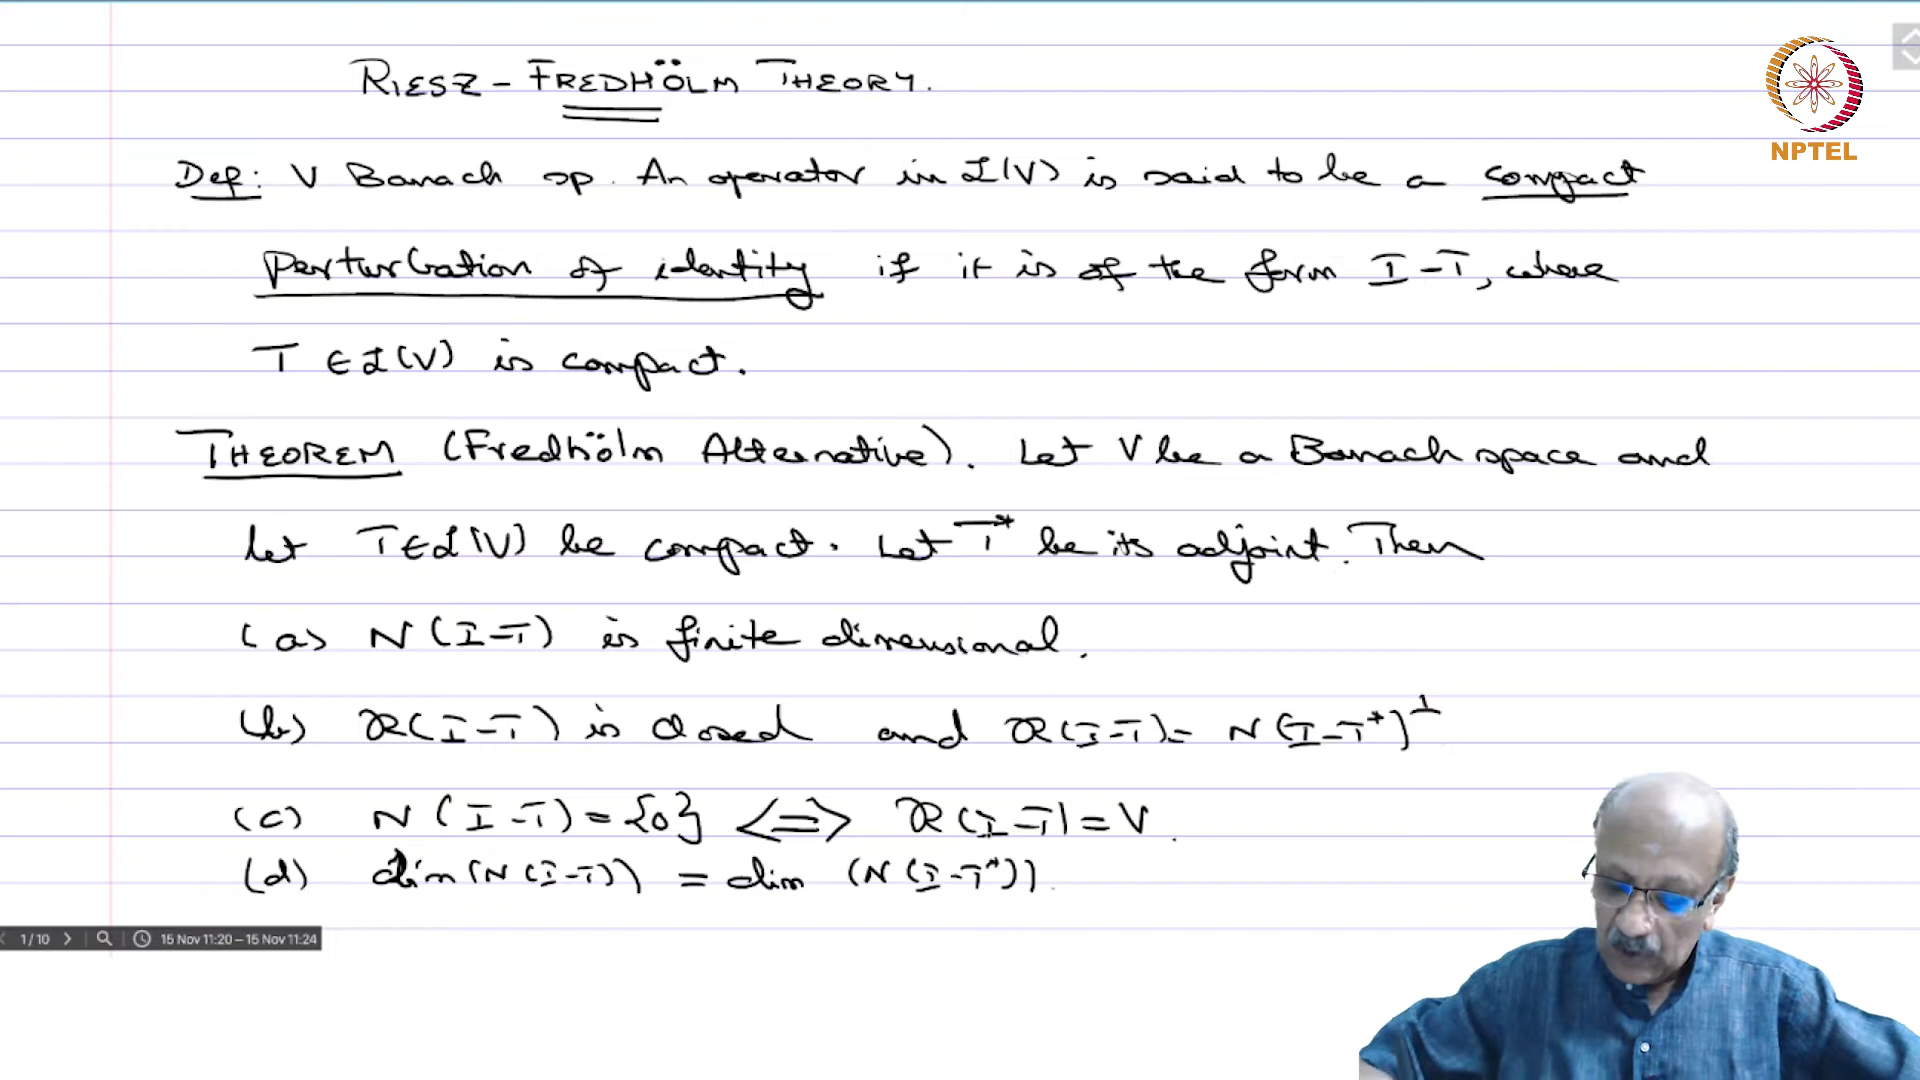 RIESZ – FREDHÖLM THEORY.
NPTEL
Def: V Banach sp. An operator in ℒ(V) is said to be a compact
perturbation of identity if it is of the form I – T, where
T ∈ ℒ(V) is compact.
THEOREM (Fredhölm Alternative). Let V be a Banach space and
let T ∈ ℒ(V) be compact. Let T* be its adjoint. Then
(a) N(I–T) is finite dimensional.
(b) R(I–T) is closed and R(I–T) = N(I–T*)^⊥
(c) N(I–T) = {0} <=> R(I–T) = V.
(d) dim(N(I–T)) = dim (N(I–T*)).
1/10 15 Nov 11:20 – 15 Nov 11:24